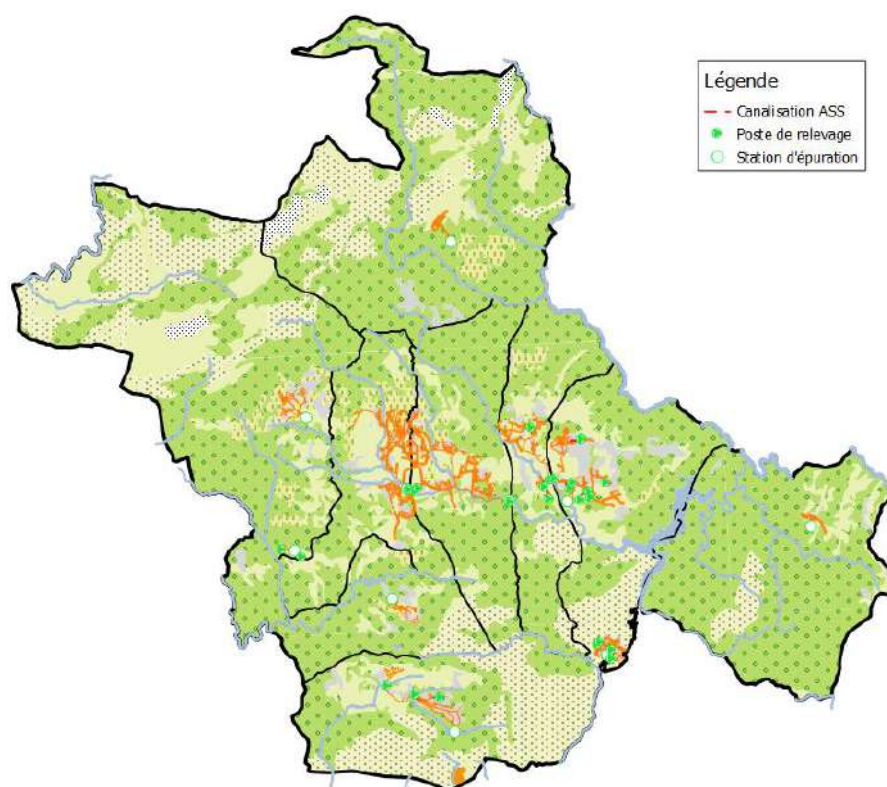 Légende
Canalisation ASS
Poste de relevage
Station d'épuration